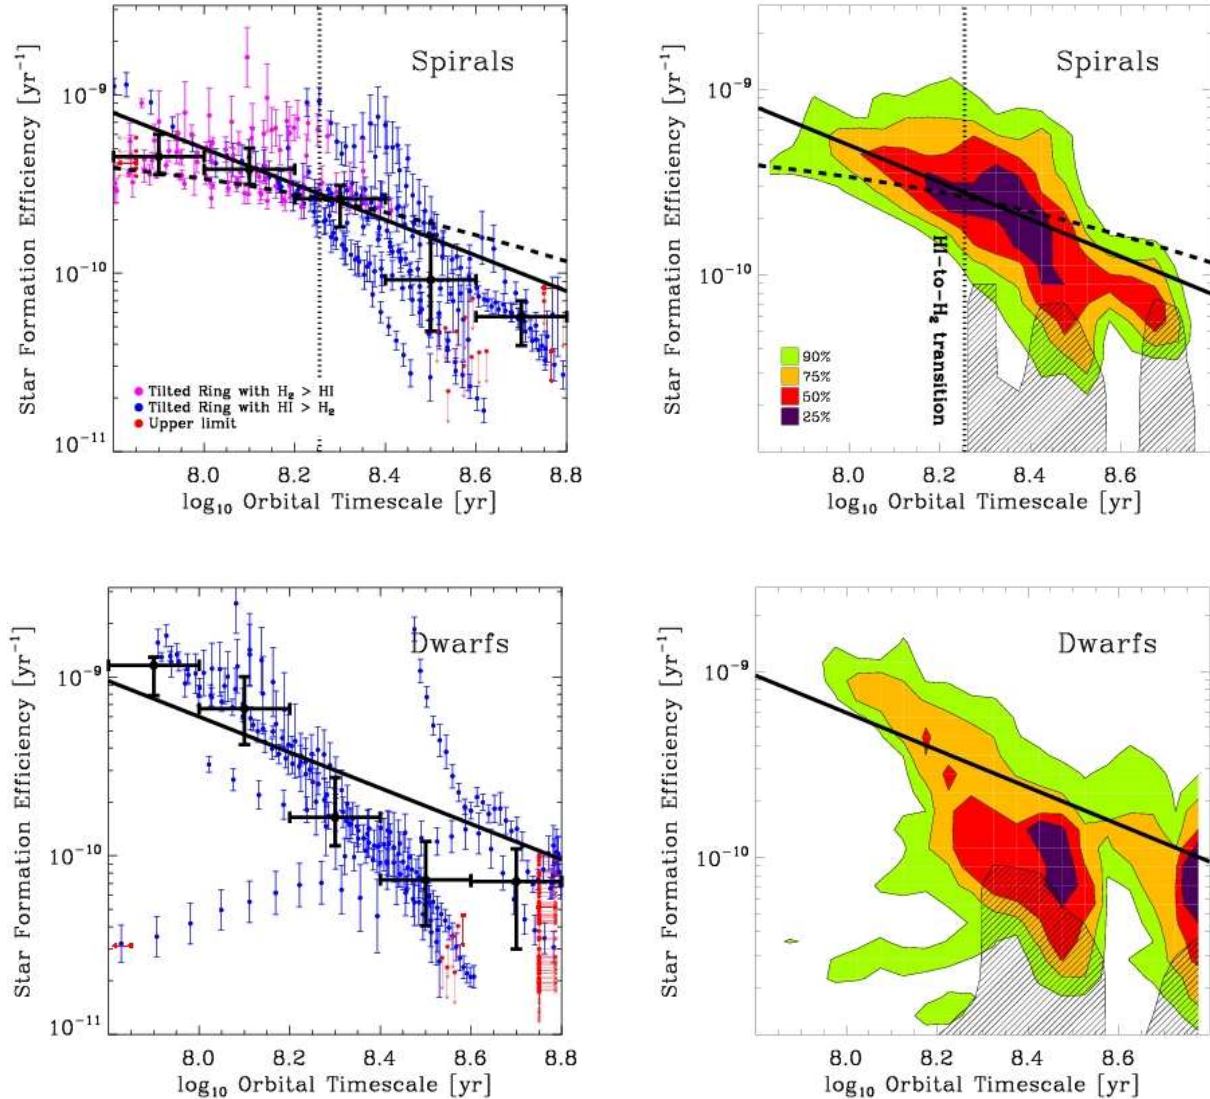 Spirals
Star Formation Efficiency [yr⁻¹]
10⁻⁹
10⁻¹⁰
10⁻¹¹
Tilted Ring with H₂ > HI
Tilted Ring with HI > H₂
Upper limit
8.0 8.2 8.4 8.6 8.8
log₁₀ Orbital Timescale [yr]
Spirals
Star Formation Efficiency [yr⁻¹]
10⁻⁹
10⁻¹⁰
HI-to-H₂ transition
90%
75%
50%
25%
8.0 8.2 8.4 8.6
log₁₀ Orbital Timescale [yr]
Dwarfs
Star Formation Efficiency [yr⁻¹]
10⁻⁹
10⁻¹⁰
10⁻¹¹
8.0 8.2 8.4 8.6 8.8
log₁₀ Orbital Timescale [yr]
Dwarfs
Star Formation Efficiency [yr⁻¹]
10⁻⁹
10⁻¹⁰
8.0 8.2 8.4 8.6
log₁₀ Orbital Timescale [yr]